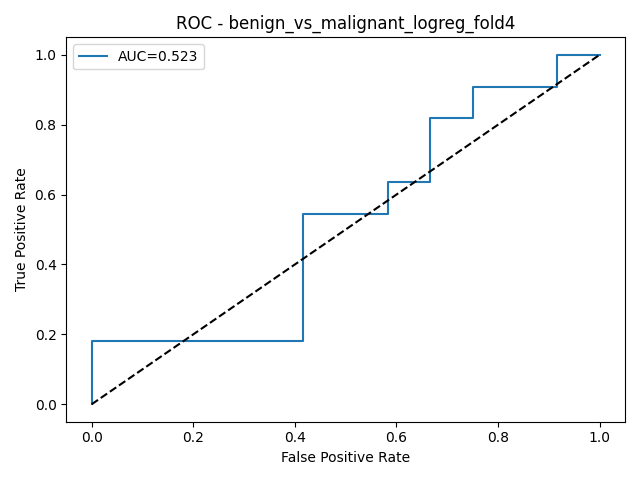 ROC - benign_vs_malignant_logreg_fold4
AUC=0.523
True Positive Rate
1.0
0.8
0.6
0.4
0.2
0.0
0.0 0.2 0.4 0.6 0.8 1.0
False Positive Rate